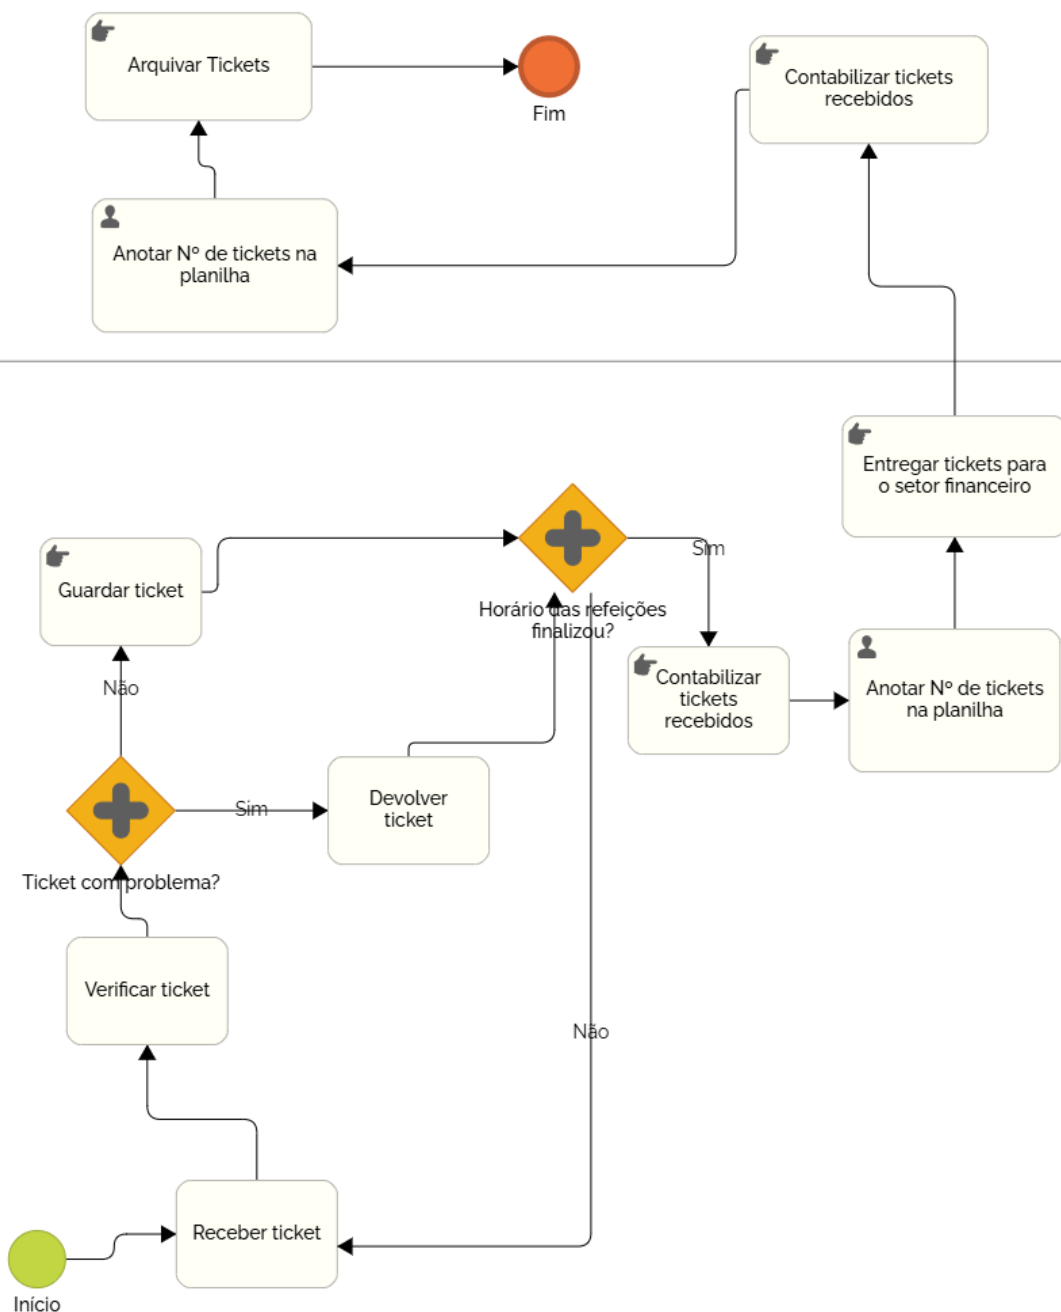 Arquivar Tickets
Fim
Contabilizar tickets
recebidos
Anotar Nº de tickets na
planilha
Entregar tickets para
o setor financeiro
Guardar ticket
Sim
Horário das refeições
finalizou?
Contabilizar
tickets
recebidos
Anotar Nº de tickets
na planilha
Não
Sim
Devolver
ticket
Ticket com problema?
Verificar ticket
Não
Receber ticket
Início